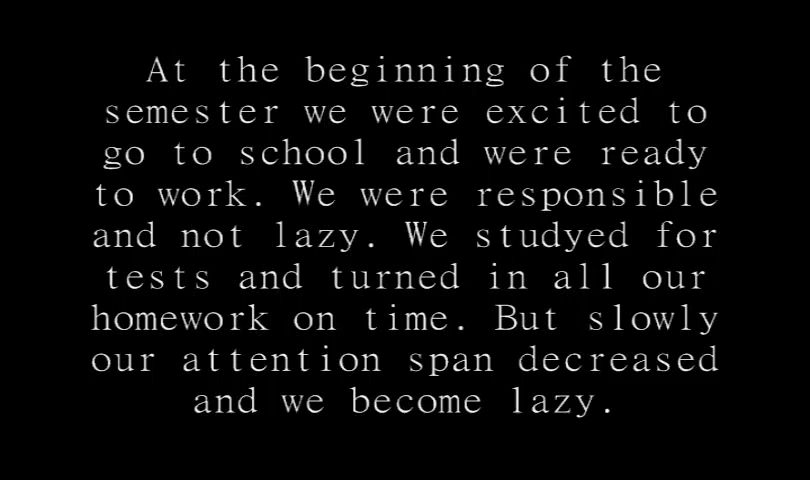 At the beginning of the
semester we were excited to
go to school and were ready
to work. We were responsible
and not lazy. We studyed for
tests and turned in all our
homework on time. But slowly
our attention span decreased
and we become lazy.